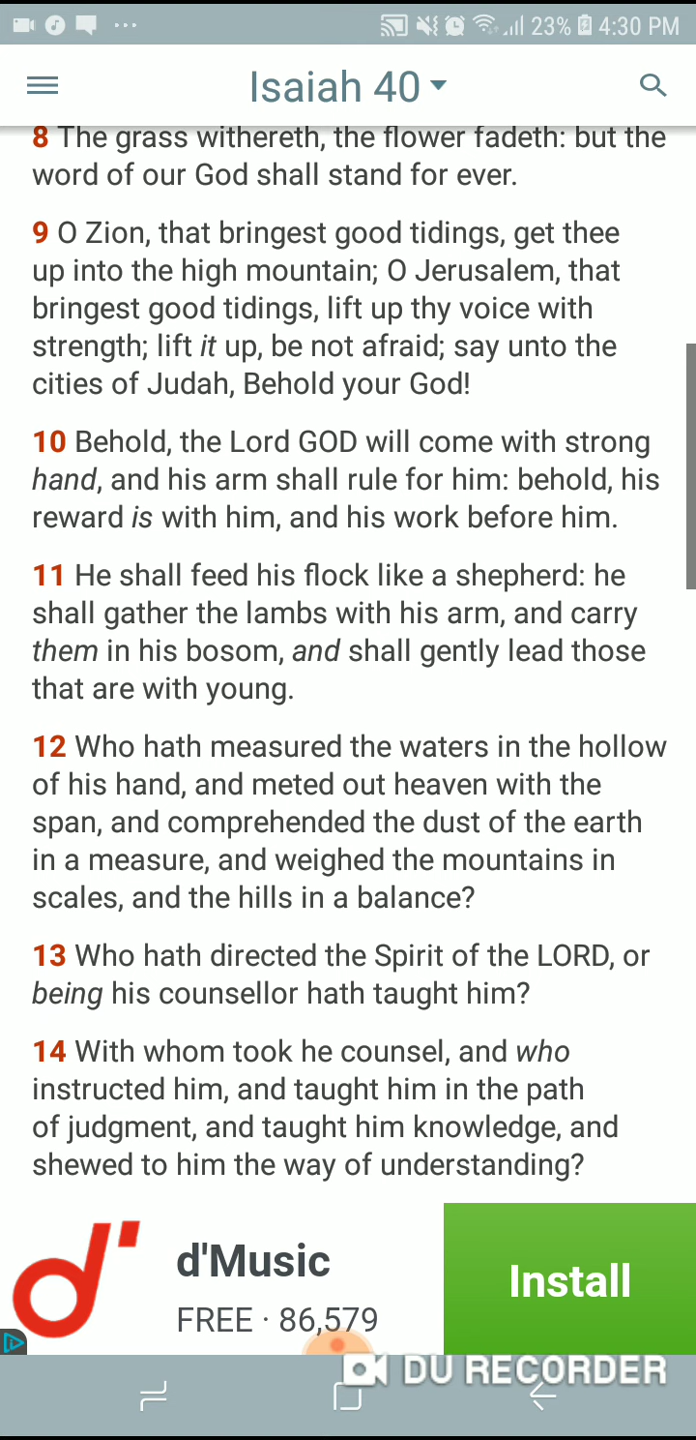 23% 4:30 PM
Isaiah 40
8 The grass withereth, the flower fadeth: but the
word of our God shall stand for ever.
9 O Zion, that bringest good tidings, get thee
up into the high mountain; O Jerusalem, that
bringest good tidings, lift up thy voice with
strength; lift it up, be not afraid; say unto the
cities of Judah, Behold your God!
10 Behold, the Lord GOD will come with strong
hand, and his arm shall rule for him: behold, his
reward is with him, and his work before him.
11 He shall feed his flock like a shepherd: he
shall gather the lambs with his arm, and carry
them in his bosom, and shall gently lead those
that are with young.
12 Who hath measured the waters in the hollow
of his hand, and meted out heaven with the
span, and comprehended the dust of the earth
in a measure, and weighed the mountains in
scales, and the hills in a balance?
13 Who hath directed the Spirit of the LORD, or
being his counsellor hath taught him?
14 With whom took he counsel, and who
instructed him, and taught him in the path
of judgment, and taught him knowledge, and
shewed to him the way of understanding?
d'Music
FREE · 86,579
Install
DU RECORDER